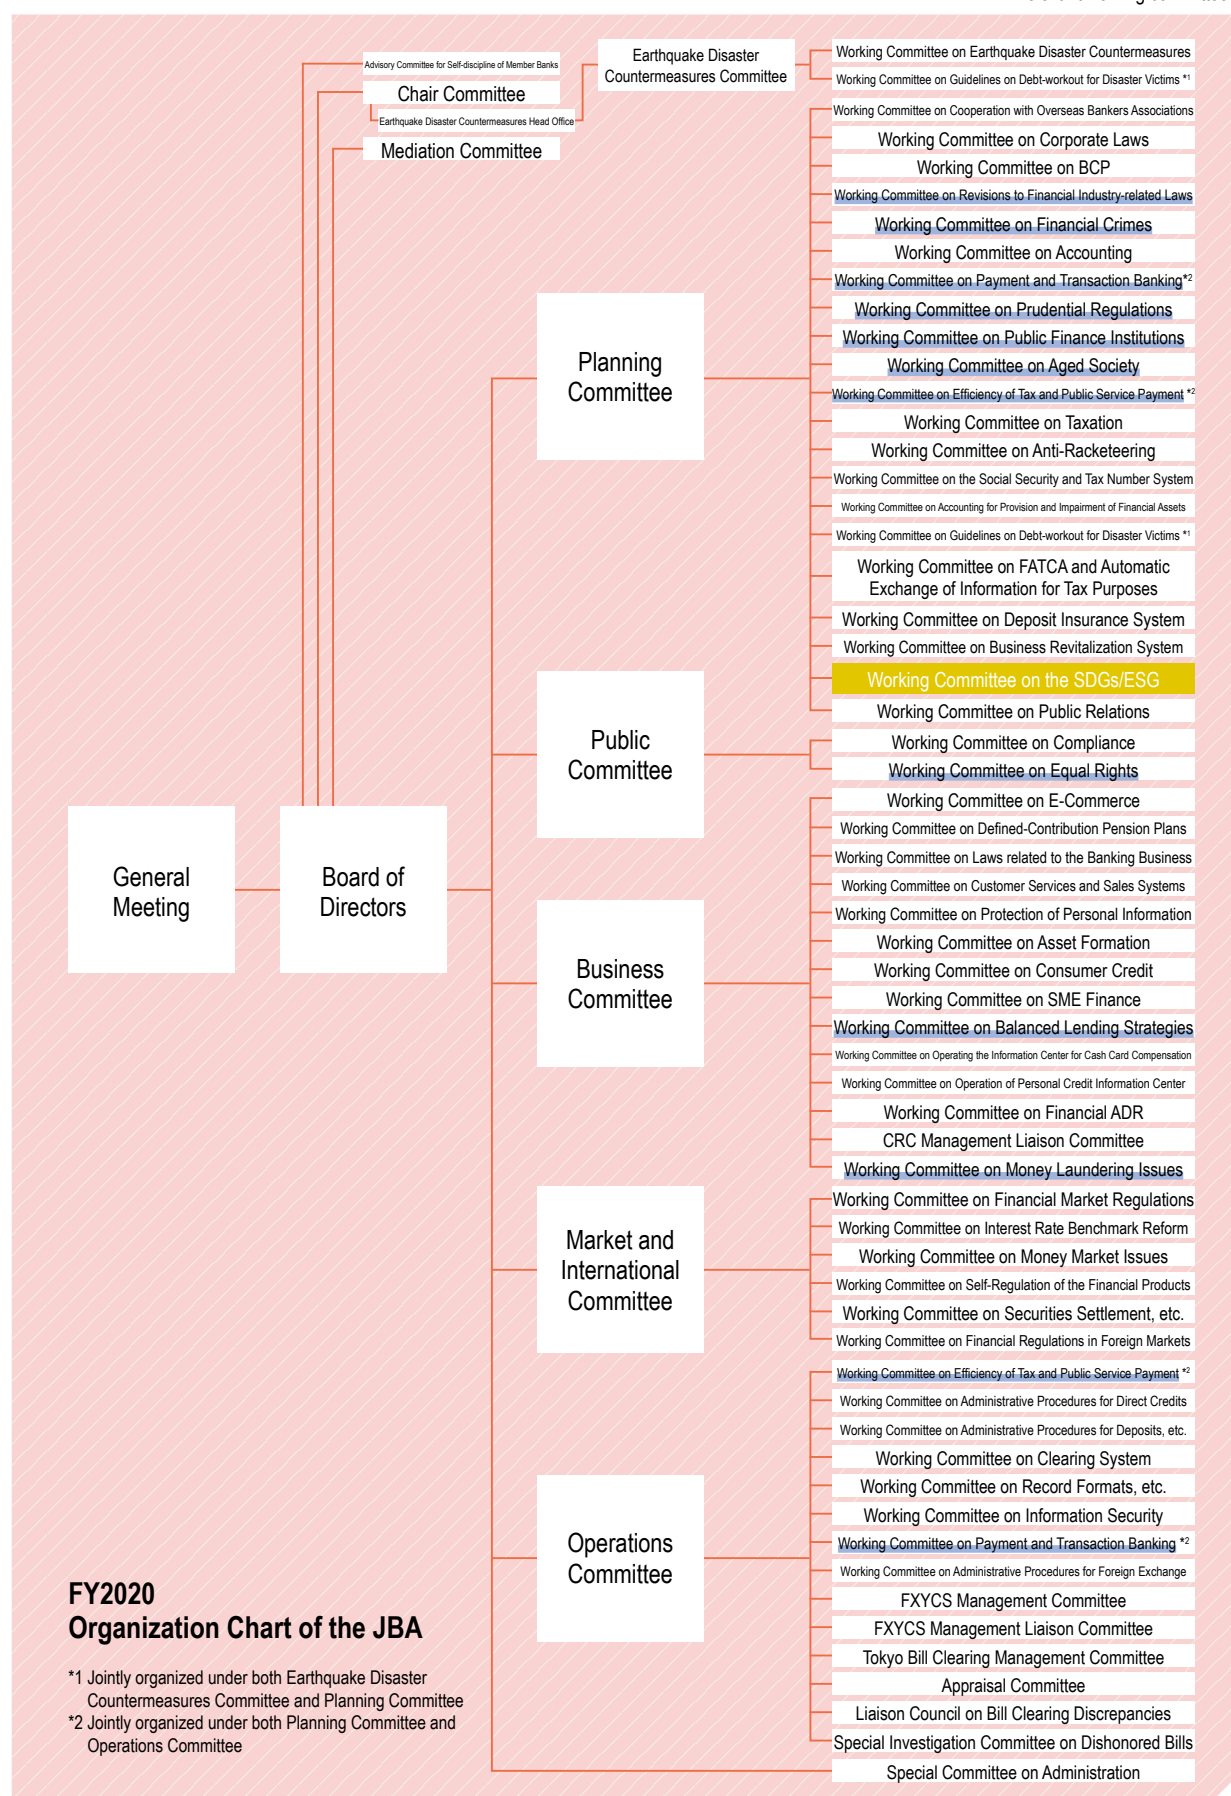 Advisory Committee for Self-discipline of Member Banks
Chair Committee
Earthquake Disaster Countermeasures Head Office
Mediation Committee
Earthquake Disaster
Countermeasures Committee
Working Committee on Earthquake Disaster Countermeasures
Working Committee on Guidelines on Debt-workout for Disaster Victims *1
Working Committee on Cooperation with Overseas Bankers Associations
Working Committee on Corporate Laws
Working Committee on BCP
Working Committee on Revisions to Financial Industry-related Laws
Working Committee on Financial Crimes
Working Committee on Accounting
Working Committee on Payment and Transaction Banking*2
Working Committee on Prudential Regulations
Working Committee on Public Finance Institutions
Working Committee on Aged Society
Working Committee on Efficiency of Tax and Public Service Payment *2
Working Committee on Taxation
Working Committee on Anti-Racketeering
Working Committee on the Social Security and Tax Number System
Working Committee on Accounting for Provision and Impairment of Financial Assets
Working Committee on Guidelines on Debt-workout for Disaster Victims *1
Working Committee on FATCA and Automatic
Exchange of Information for Tax Purposes
Working Committee on Deposit Insurance System
Working Committee on Business Revitalization System
Working Committee on the SDGs/ESG
Working Committee on Public Relations
Planning
Committee
Public
Committee
Working Committee on Compliance
Working Committee on Equal Rights
General
Meeting
Board of
Directors
Business
Committee
Working Committee on E-Commerce
Working Committee on Defined-Contribution Pension Plans
Working Committee on Laws related to the Banking Business
Working Committee on Customer Services and Sales Systems
Working Committee on Protection of Personal Information
Working Committee on Asset Formation
Working Committee on Consumer Credit
Working Committee on SME Finance
Working Committee on Balanced Lending Strategies
Working Committee on Operating the Information Center for Cash Card Compensation
Working Committee on Operation of Personal Credit Information Center
Working Committee on Financial ADR
CRC Management Liaison Committee
Working Committee on Money Laundering Issues
Market and
International
Committee
Working Committee on Financial Market Regulations
Working Committee on Interest Rate Benchmark Reform
Working Committee on Money Market Issues
Working Committee on Self-Regulation of the Financial Products
Working Committee on Securities Settlement, etc.
Working Committee on Financial Regulations in Foreign Markets
Operations
Committee
Working Committee on Efficiency of Tax and Public Service Payment *2
Working Committee on Administrative Procedures for Direct Credits
Working Committee on Administrative Procedures for Deposits, etc.
Working Committee on Clearing System
Working Committee on Record Formats, etc.
Working Committee on Information Security
Working Committee on Payment and Transaction Banking *2
Working Committee on Administrative Procedures for Foreign Exchange
FXYCS Management Committee
FXYCS Management Liaison Committee
Tokyo Bill Clearing Management Committee
Appraisal Committee
Liaison Council on Bill Clearing Discrepancies
Special Investigation Committee on Dishonored Bills
Special Committee on Administration
FY2020
Organization Chart of the JBA
*1 Jointly organized under both Earthquake Disaster
Countermeasures Committee and Planning Committee
*2 Jointly organized under both Planning Committee and
Operations Committee